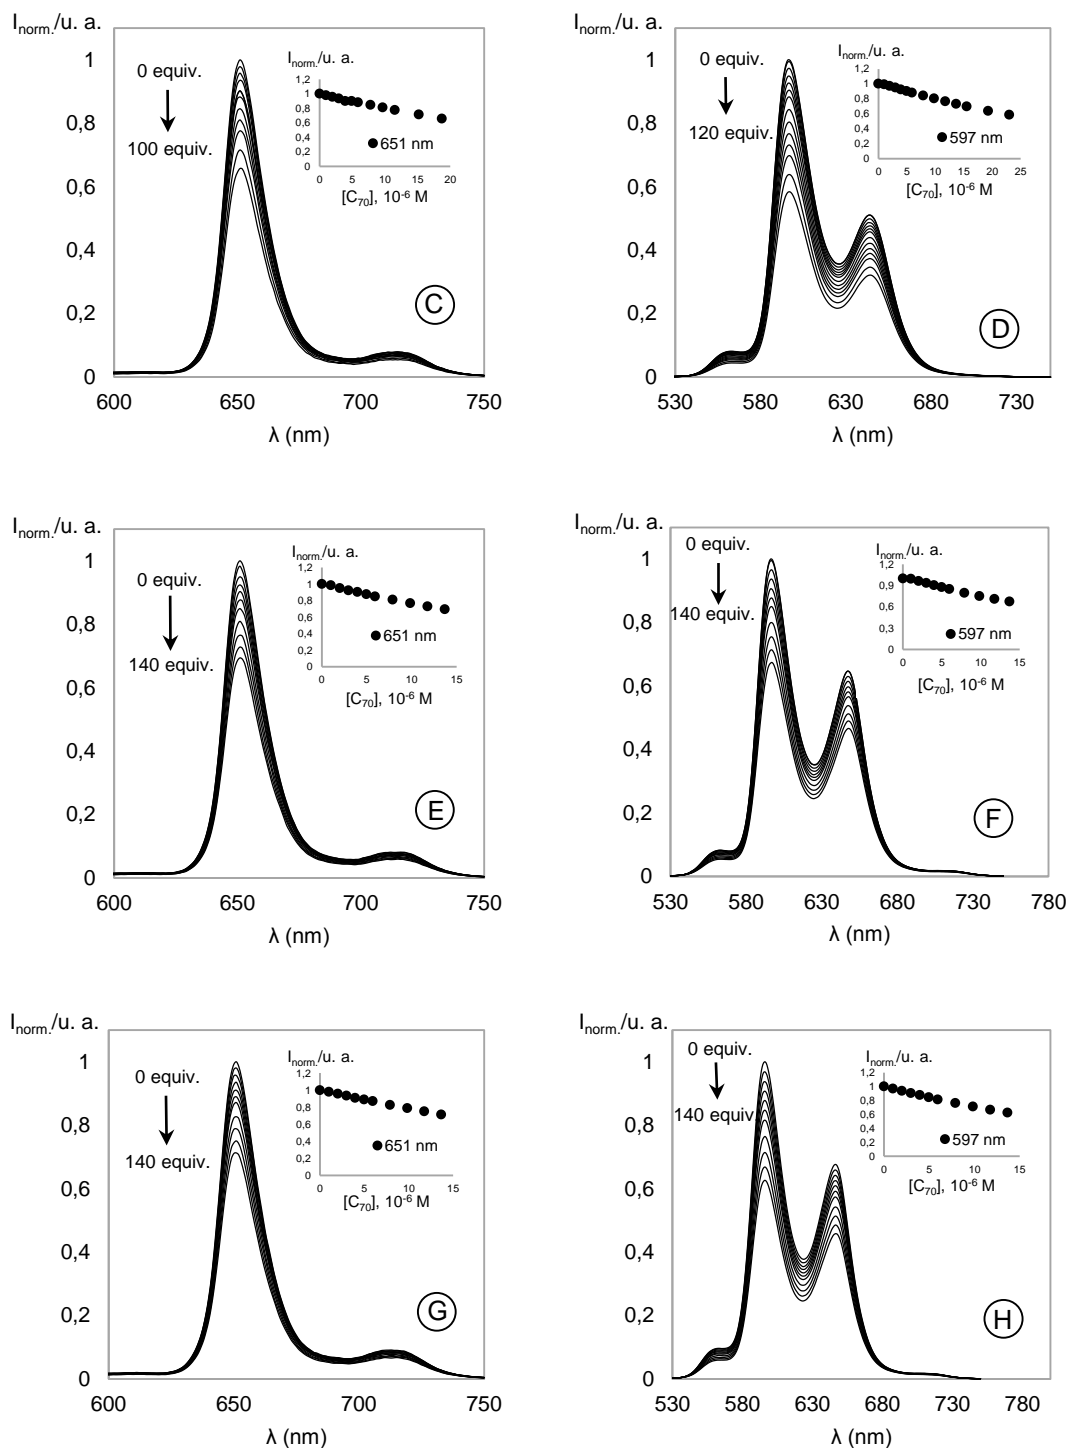 I_norm./u. a.
1
0,8
0,6
0,4
0,2
0
600 650 700 750
λ (nm)
0 equiv.
100 equiv.
I_norm./u. a.
1,2
1
0,8
0,6
0,4
0,2
0
0 5 10 15 20
[C₇₀], 10⁻⁶ M
651 nm
C
I_norm./u. a.
1
0,8
0,6
0,4
0,2
0
530 580 630 680 730
λ (nm)
0 equiv.
120 equiv.
I_norm./u. a.
1,2
1
0,8
0,6
0,4
0,2
0
0 5 10 15 20 25
[C₇₀], 10⁻⁶ M
597 nm
D
I_norm./u. a.
1
0,8
0,6
0,4
0,2
0
600 650 700 750
λ (nm)
0 equiv.
140 equiv.
I_norm./u. a.
1,2
1
0,8
0,6
0,4
0,2
0
0 5 10 15
[C₇₀], 10⁻⁶ M
651 nm
E
I_norm./u. a.
1
0,8
0,6
0,4
0,2
0
530 580 630 680 730 780
λ (nm)
0 equiv.
140 equiv.
I_norm./u. a.
1,2
0,9
0,6
0,3
0
0 5 10 15
[C₇₀], 10⁻⁶ M
597 nm
F
I_norm./u. a.
1
0,8
0,6
0,4
0,2
0
600 650 700 750
λ (nm)
0 equiv.
140 equiv.
I_norm./u. a.
1,2
1
0,8
0,6
0,4
0,2
0
0 5 10 15
[C₇₀], 10⁻⁶ M
651 nm
G
I_norm./u. a.
1
0,8
0,6
0,4
0,2
0
530 580 630 680 730 780
λ (nm)
0 equiv.
140 equiv
I_norm./u. a.
1,2
1
0,8
0,6
0,4
0,2
0
0 5 10 15
[C₇₀], 10⁻⁶ M
597 nm
H